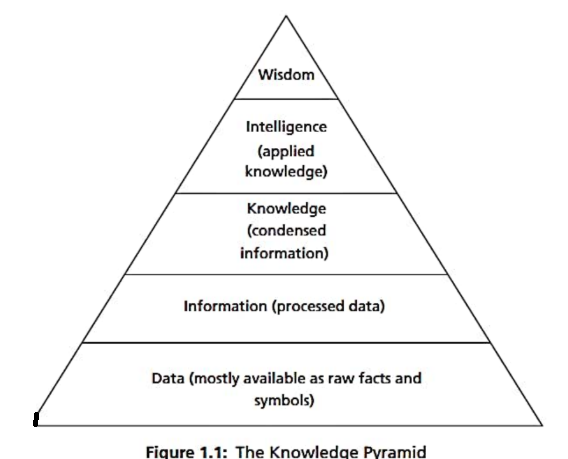 Wisdom
Intelligence
(applied
knowledge)
Knowledge
(condensed
information)
Information (processed data)
Data (mostly available as raw facts and
symbols)
Figure 1.1: The Knowledge Pyramid